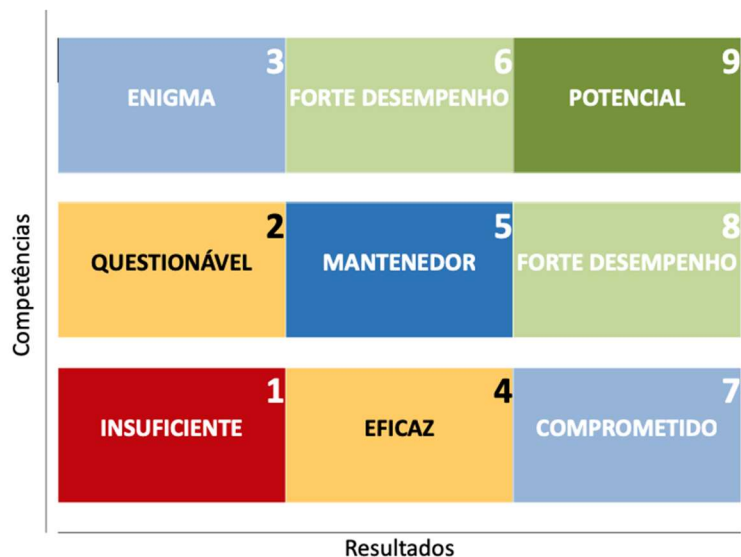 Competências
3
ENIGMA
6
FORTE DESEMPENHO
9
POTENCIAL
2
QUESTIONÁVEL
5
MANTENEDOR
8
FORTE DESEMPENHO
1
INSUFICIENTE
4
EFICAZ
7
COMPROMETIDO
Resultados